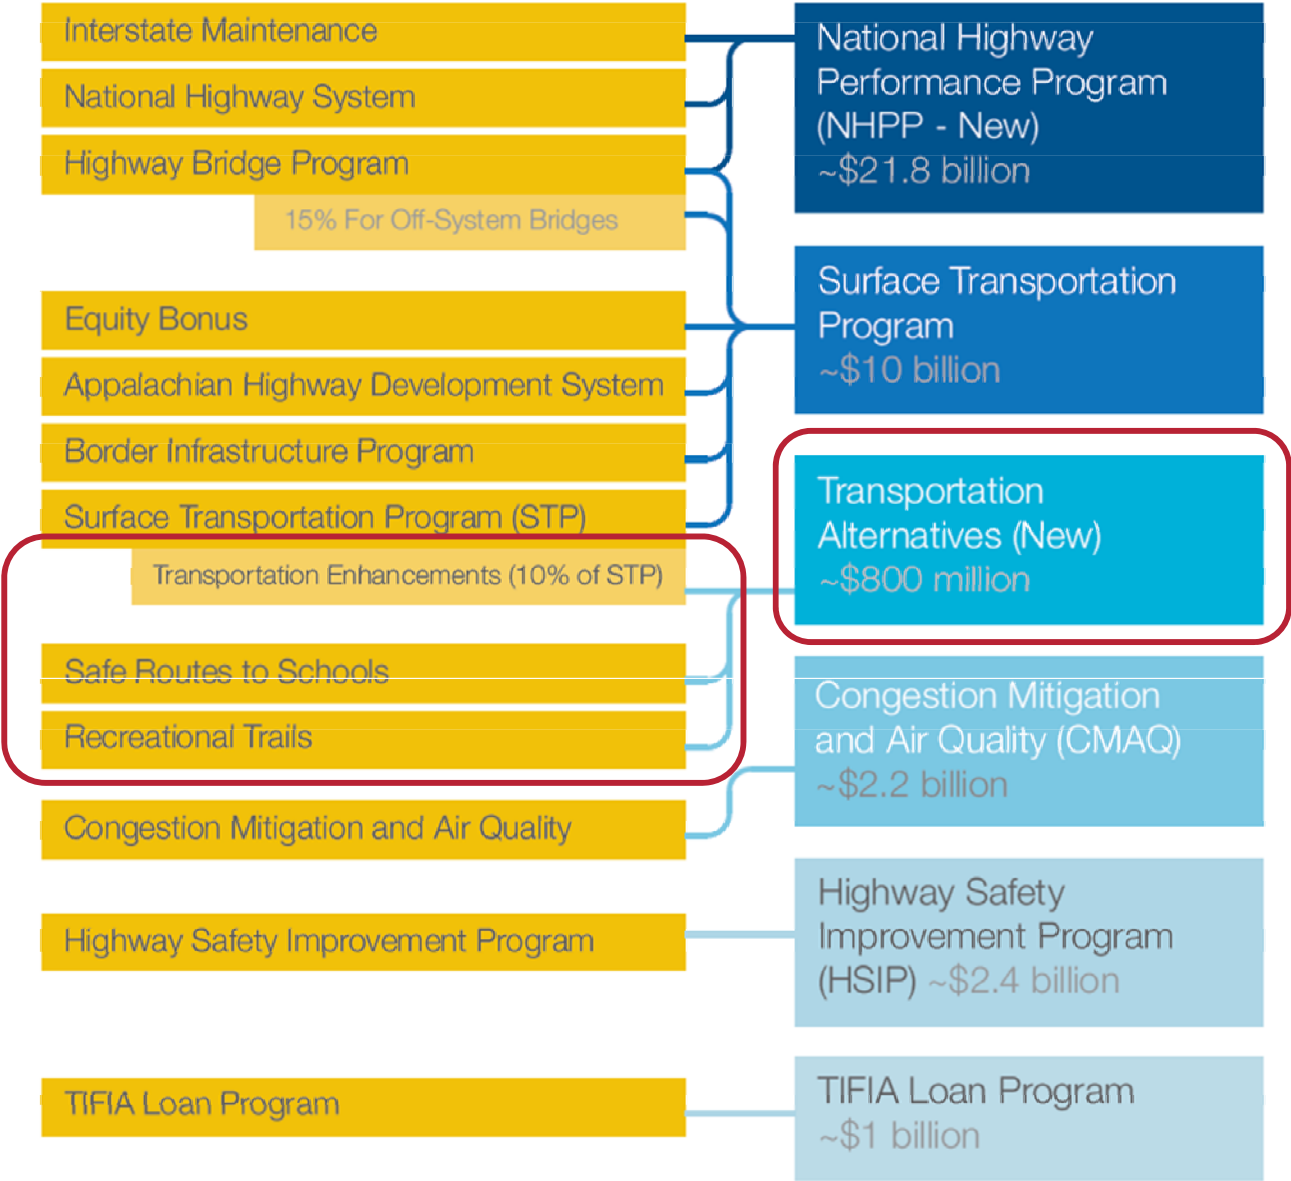 Interstate Maintenance
National Highway System
Highway Bridge Program
15% For Off-System Bridges
Equity Bonus
Appalachian Highway Development System
Border Infrastructure Program
Surface Transportation Program (STP)
Transportation Enhancements (10% of STP)
Safe Routes to Schools
Recreational Trails
Congestion Mitigation and Air Quality
Highway Safety Improvement Program
TIFIA Loan Program
National Highway
Performance Program
(NHPP - New)
~$21.8 billion
Surface Transportation
Program
~$10 billion
Transportation
Alternatives (New)
~$800 million
Congestion Mitigation
and Air Quality (CMAQ)
~$2.2 billion
Highway Safety
Improvement Program
(HSIP) ~$2.4 billion
TIFIA Loan Program
~$1 billion